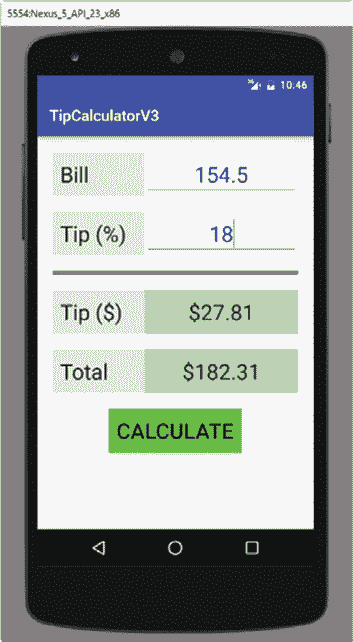 5554:Nexus_5_API_23_x86
10:46
TipCalculatorV3
Bill 154.5
Tip (%) 18
Tip ($) $27.81
Total $182.31
CALCULATE